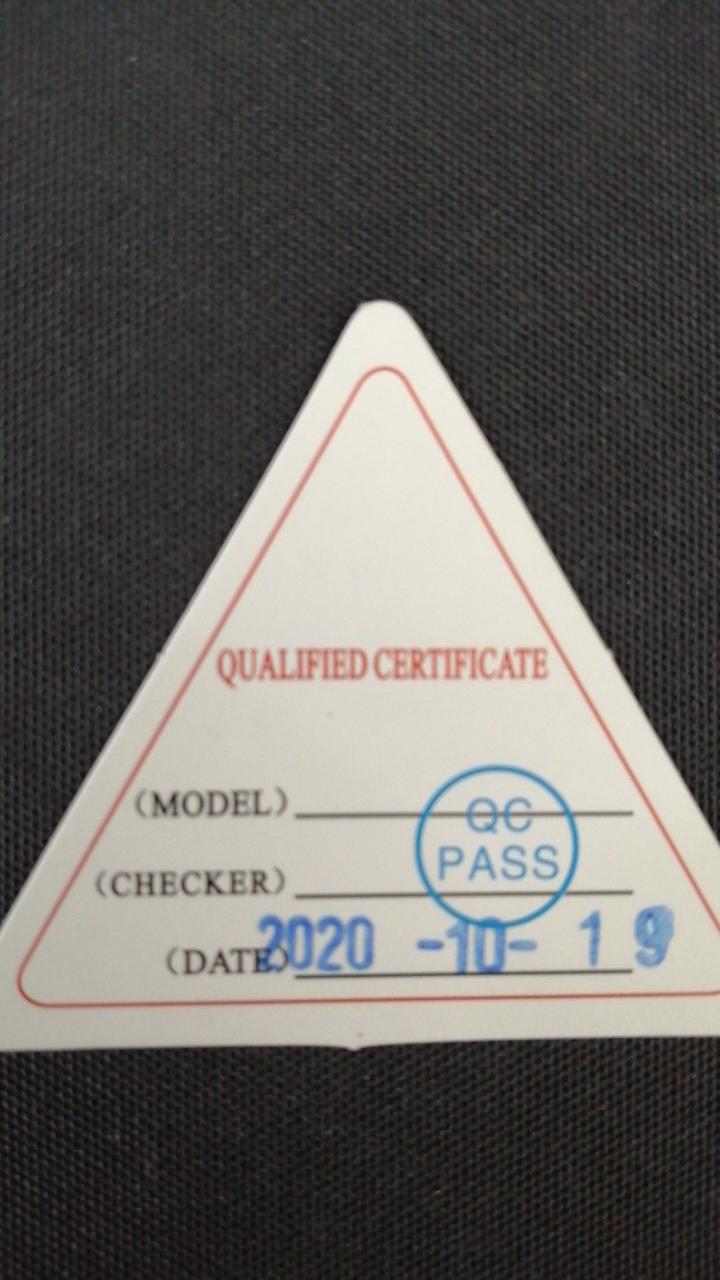 QUALIFIED CERTIFICATE
(MODEL)
QC
PASS
(CHECKER)
(DATE) 2020 -10- 19